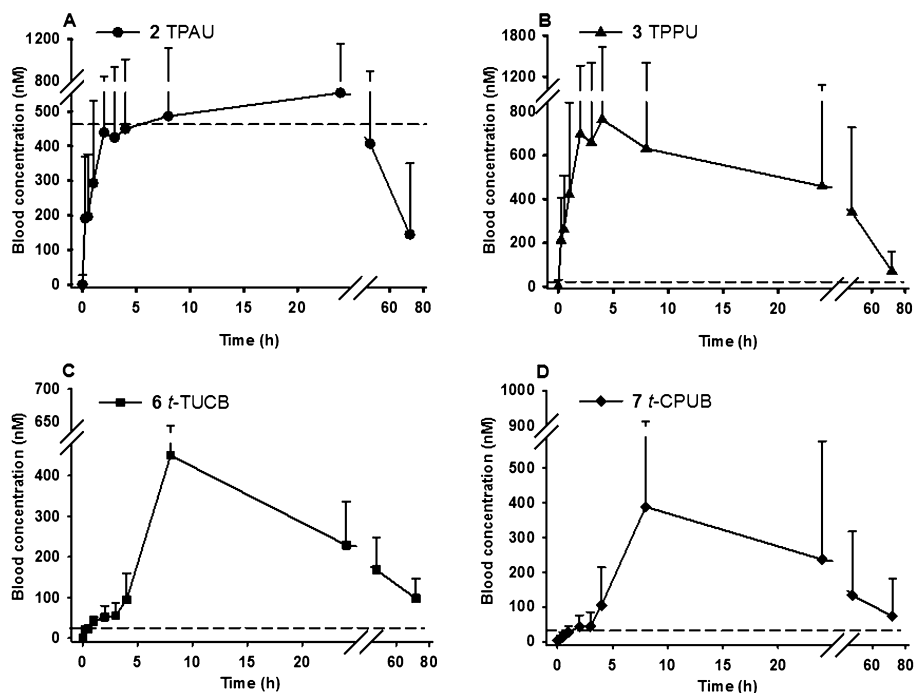 A
2 TPAU
1200
800
500
400
300
200
100
0
Blood concentration (nM)
0 5 10 15 20 60 80
Time (h)
B
3 TPPU
1800
1200
800
600
400
200
0
Blood concentration (nM)
0 5 10 15 20 60 80
Time (h)
C
6 t-TUCB
700
650
400
300
200
100
0
Blood concentration (nM)
0 5 10 15 20 60 80
Time (h)
D
7 t-CPUB
1000
900
500
400
300
200
100
0
Blood concentration (nM)
0 5 10 15 20 60 80
Time (h)